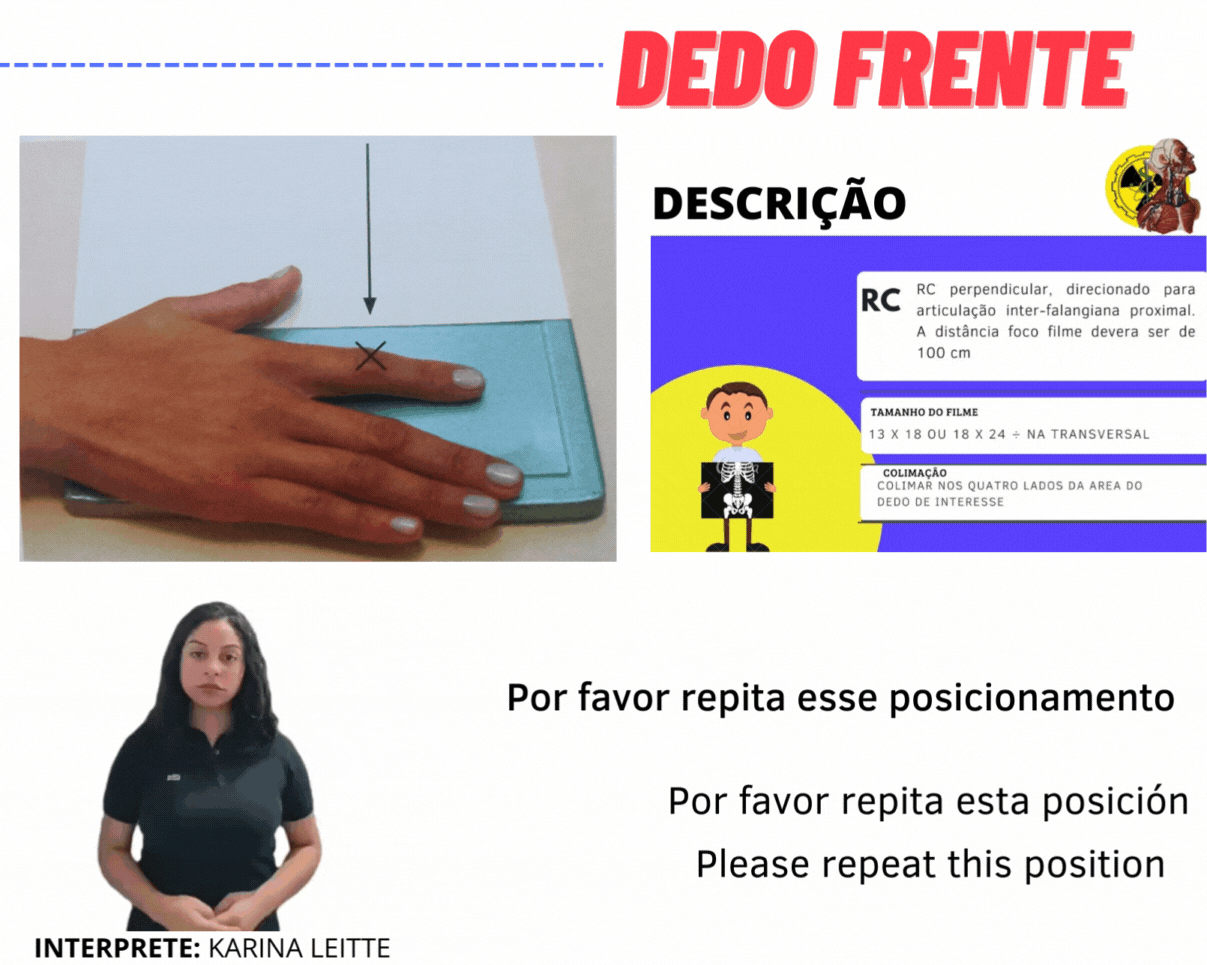 DEDO FRENTE
DESCRIÇÃO
RC
RC perpendicular, direcionado para
articulação inter-falangiana proximal.
A distância foco filme devera ser de
100 cm
TAMANHO DO FILME
13 X 18 OU 18 X 24 ÷ NA TRANSVERSAL
COLIMAÇÃO
COLIMAR NOS QUATRO LADOS DA AREA DO
DEDO DE INTERESSE
Por favor repita esse posicionamento
Por favor repita esta posición
Please repeat this position
INTERPRETE: KARINA LEITTE